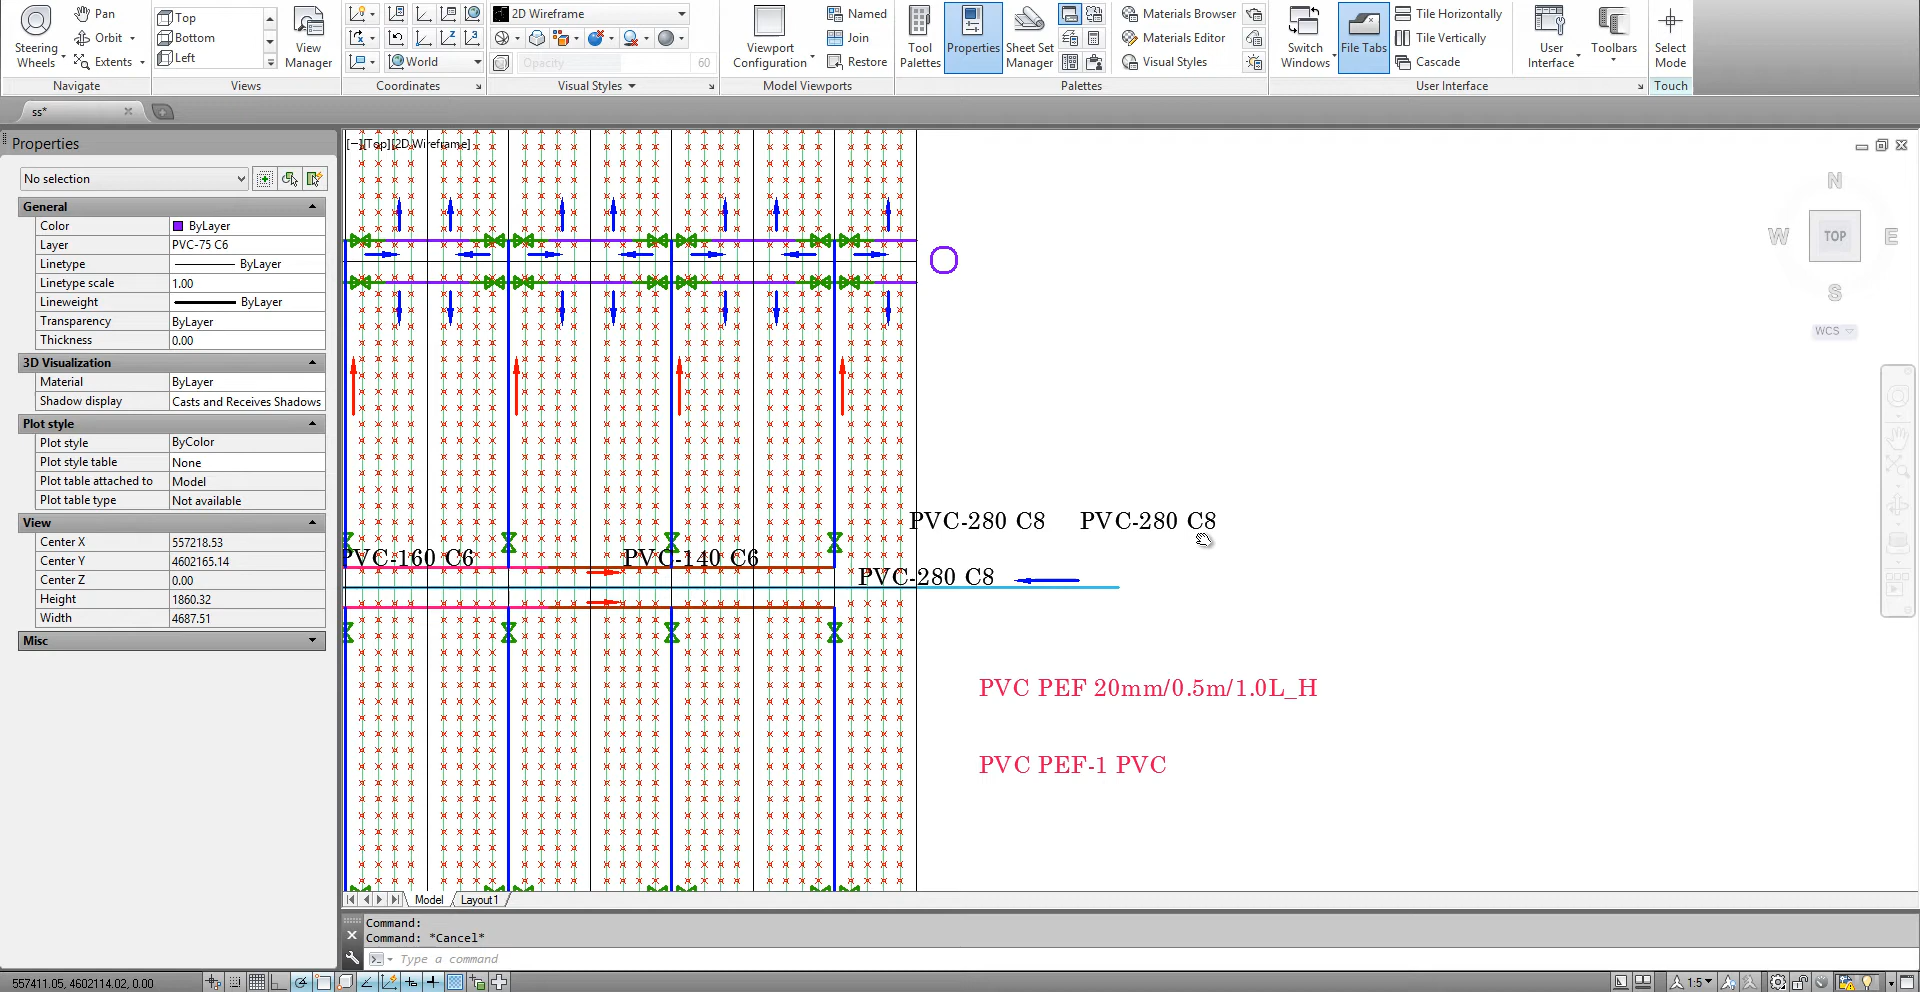 Steering Wheels
Pan
Orbit
Extents
Navigate
Top
Bottom
Left
View Manager
Views
World
Coordinates
2D Wireframe
Opacity 60
Visual Styles
Viewport Configuration
Named
Join
Restore
Model Viewports
Tool Palettes
Properties
Sheet Set Manager
Materials Browser
Materials Editor
Visual Styles
Palettes
Switch Windows
File Tabs
Tile Horizontally
Tile Vertically
Cascade
User Interface
Toolbars
User Interface
Select Mode
Touch
ss*
Properties
No selection
General
Color ByLayer
Layer PVC-75 C6
Linetype ByLayer
Linetype scale 1.00
Lineweight ByLayer
Transparency ByLayer
Thickness 0.00
3D Visualization
Material ByLayer
Shadow display Casts and Receives Shadows
Plot style
Plot style ByColor
Plot style table None
Plot table attached to Model
Plot table type Not available
View
Center X 557218.53
Center Y 4602165.14
Center Z 0.00
Height 1860.32
Width 4687.51
Misc
[−][Top][2D Wireframe]
N
W TOP E
S
WCS
PVC-280 C8 PVC-280 C8
PVC-160 C6 PVC-140 C6
PVC-280 C8
PVC PEF 20mm/0.5m/1.0L_H
PVC PEF-1 PVC
Model Layout1
Command:
Command: *Cancel*
Type a command
557411.05, 4602114.02, 0.00
1:5